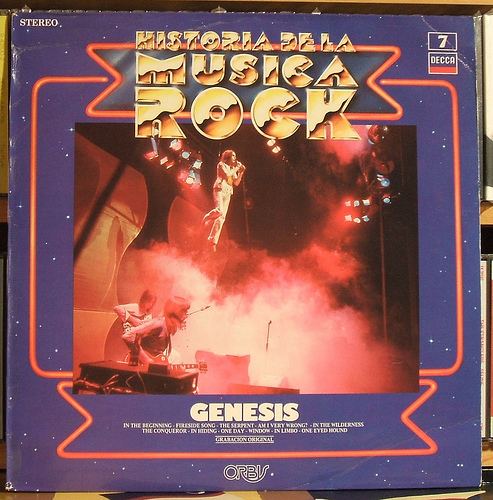 STEREO
HISTORIA DE LA
MUSICA
ROCK
7
DECCA
GENESIS
IN THE BEGINNING - FIRESIDE SONG - THE SERPENT - AM I VERY WRONG? - IN THE WILDERNESS
THE CONQUEROR - IN HIDING - ONE DAY - WINDOW - IN LIMBO - ONE EYED HOUND
GRABACION ORIGINAL
ORBIS